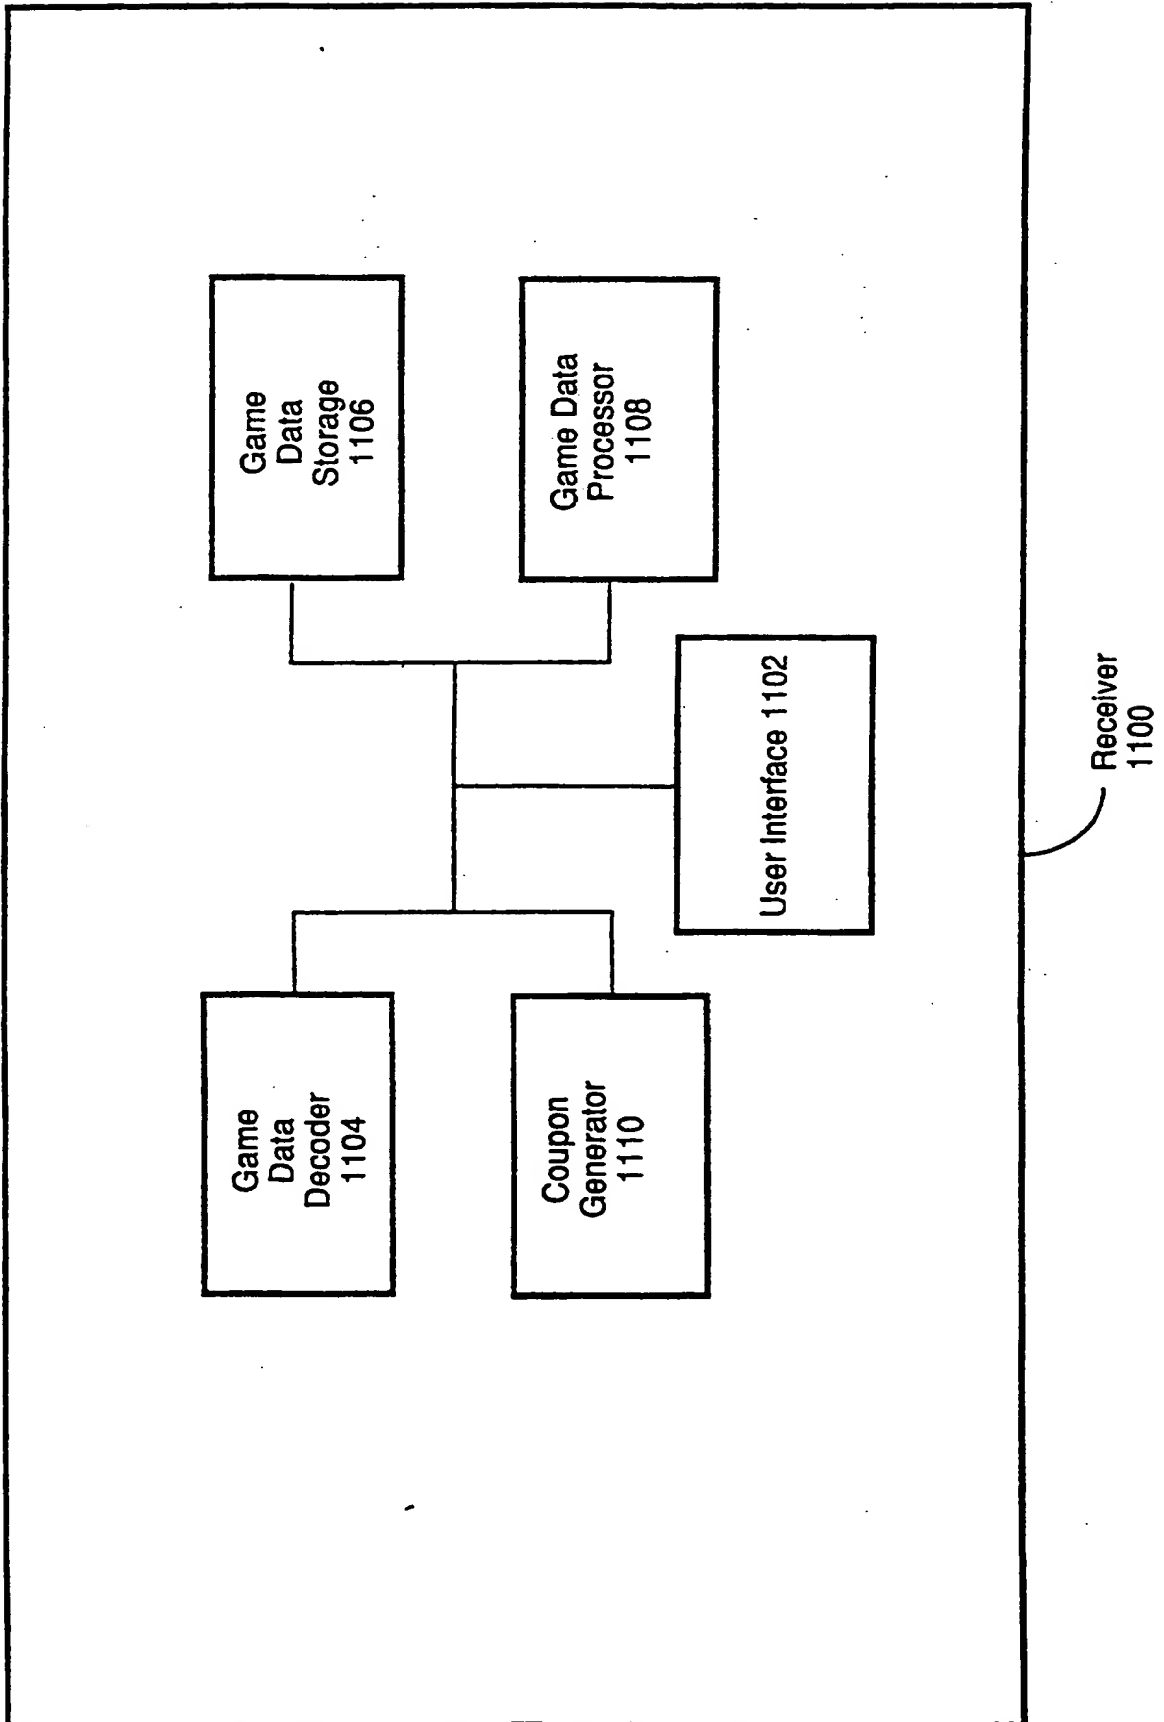 Game
Data
Decoder
1104
Game
Data
Storage
1106
Coupon
Generator
1110
Game Data
Processor
1108
User Interface 1102
Receiver
1100